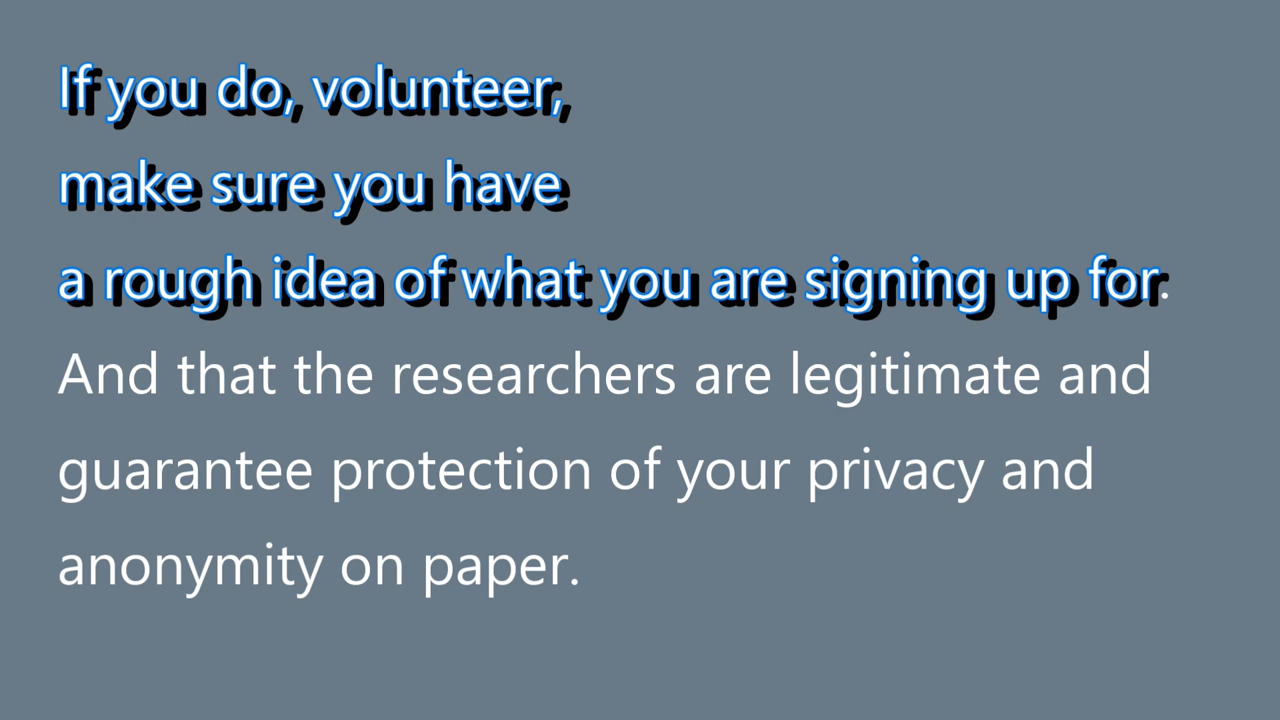 If you do, volunteer,
make sure you have
a rough idea of what you are signing up for.
And that the researchers are legitimate and
guarantee protection of your privacy and
anonymity on paper.